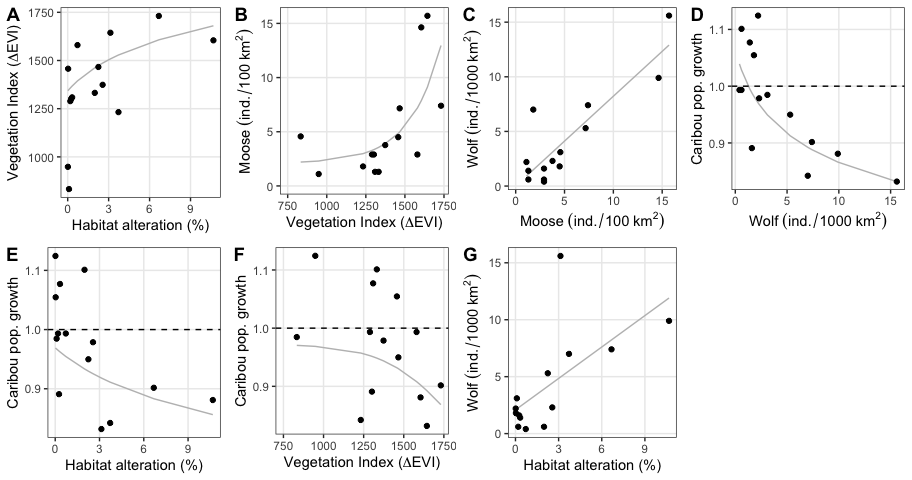 A
Vegetation Index (ΔEVI)
1750
1500
1250
1000
0 3 6 9
Habitat alteration (%)
B
Moose (ind./100 km²)
15
10
5
0
750 1000 1250 1500 1750
Vegetation Index (ΔEVI)
C
Wolf (ind./1000 km²)
15
10
5
0
0 5 10 15
Moose (ind./100 km²)
D
Caribou pop. growth
1.1
1.0
0.9
0 5 10 15
Wolf (ind./1000 km²)
E
Caribou pop. growth
1.1
1.0
0.9
0 3 6 9
Habitat alteration (%)
F
Caribou pop. growth
1.1
1.0
0.9
750 1000 1250 1500 1750
Vegetation Index (ΔEVI)
G
Wolf (ind./1000 km²)
15
10
5
0
0 3 6 9
Habitat alteration (%)